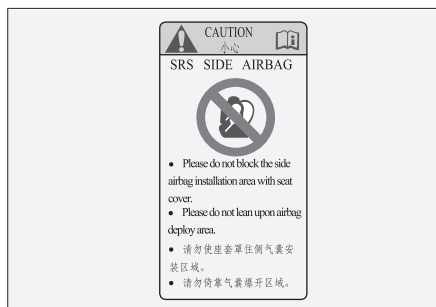 CAUTION
小心
SRS SIDE AIRBAG
● Please do not block the side
airbag installation area with seat
cover.
● Please do not lean upon airbag
deploy area.
● 请勿使座套罩住侧气囊安
装区域。
● 请勿倚靠气囊爆开区域。